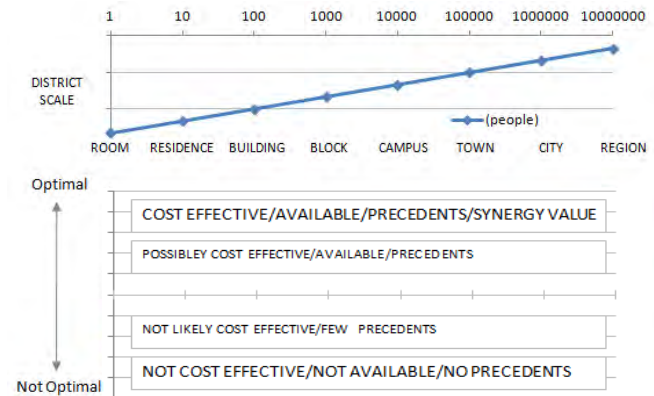 1 10 100 1000 10000 100000 1000000 10000000
DISTRICT
SCALE
(people)
ROOM RESIDENCE BUILDING BLOCK CAMPUS TOWN CITY REGION
Optimal
COST EFFECTIVE/AVAILABLE/PRECEDENTS/SYNERGY VALUE
POSSIBLEY COST EFFECTIVE/AVAILABLE/PRECEDENTS
NOT LIKELY COST EFFECTIVE/FEW PRECEDENTS
NOT COST EFFECTIVE/NOT AVAILABLE/NO PRECEDENTS
Not Optimal